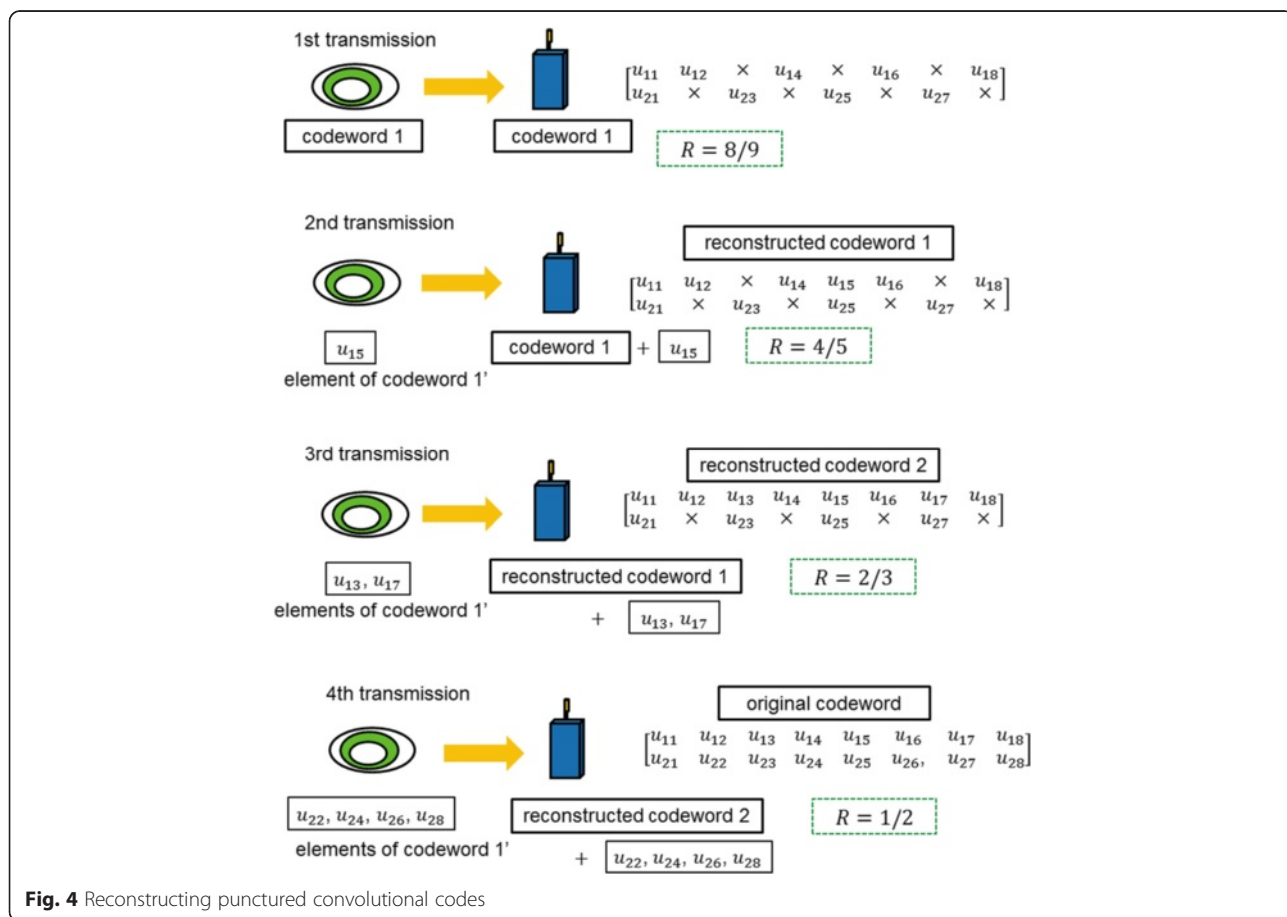 1st transmission
codeword 1
codeword 1
[u₁₁ u₁₂ × u₁₄ × u₁₆ × u₁₈]
[u₂₁ × u₂₃ × u₂₅ × u₂₇ ×]
R = 8/9
2nd transmission
reconstructed codeword 1
[u₁₁ u₁₂ × u₁₄ u₁₅ u₁₆ × u₁₈]
[u₂₁ × u₂₃ × u₂₅ × u₂₇ ×]
u₁₅
element of codeword 1'
codeword 1 + u₁₅
R = 4/5
3rd transmission
reconstructed codeword 2
[u₁₁ u₁₂ u₁₃ u₁₄ u₁₅ u₁₆ u₁₇ u₁₈]
[u₂₁ × u₂₃ × u₂₅ × u₂₇ ×]
u₁₃, u₁₇
elements of codeword 1'
reconstructed codeword 1
+ u₁₃, u₁₇
R = 2/3
4th transmission
original codeword
[u₁₁ u₁₂ u₁₃ u₁₄ u₁₅ u₁₆ u₁₇ u₁₈]
[u₂₁ u₂₂ u₂₃ u₂₄ u₂₅ u₂₆, u₂₇ u₂₈]
u₂₂, u₂₄, u₂₆, u₂₈
elements of codeword 1'
reconstructed codeword 2
+ u₂₂, u₂₄, u₂₆, u₂₈
R = 1/2
Fig. 4 Reconstructing punctured convolutional codes